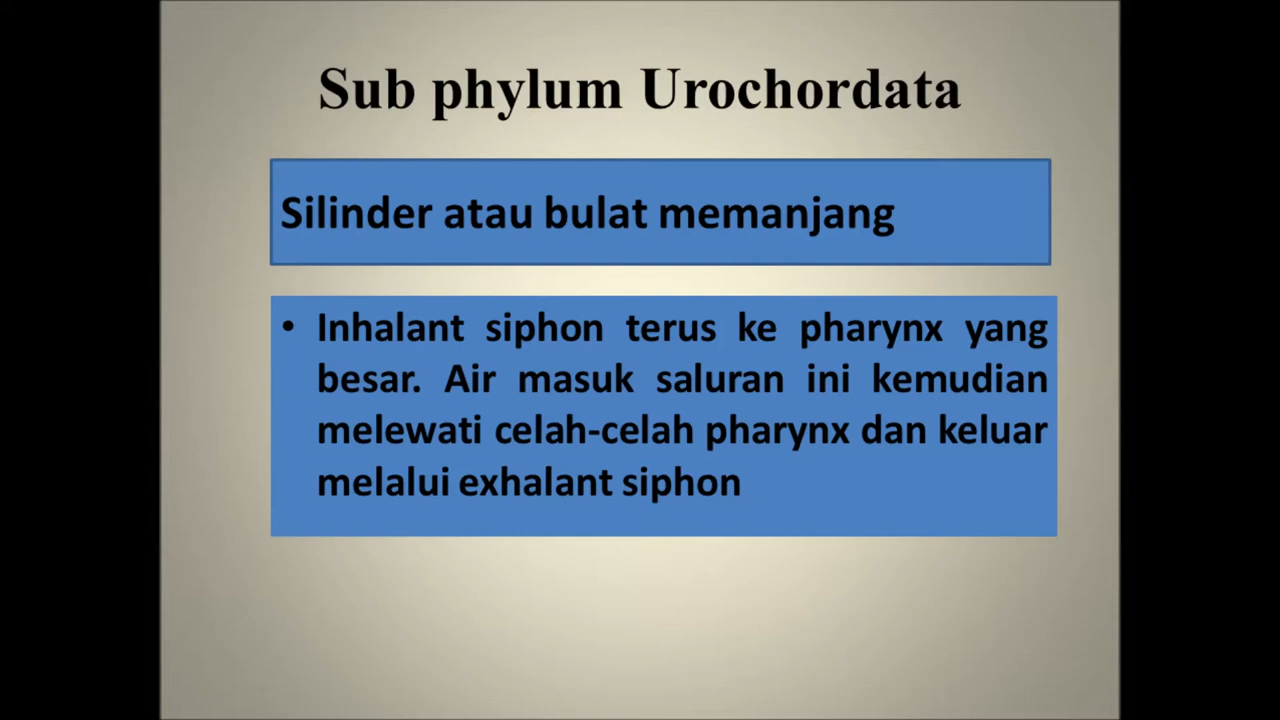 Sub phylum Urochordata
Silinder atau bulat memanjang
• Inhalant siphon terus ke pharynx yang
besar. Air masuk saluran ini kemudian
melewati celah-celah pharynx dan keluar
melalui exhalant siphon